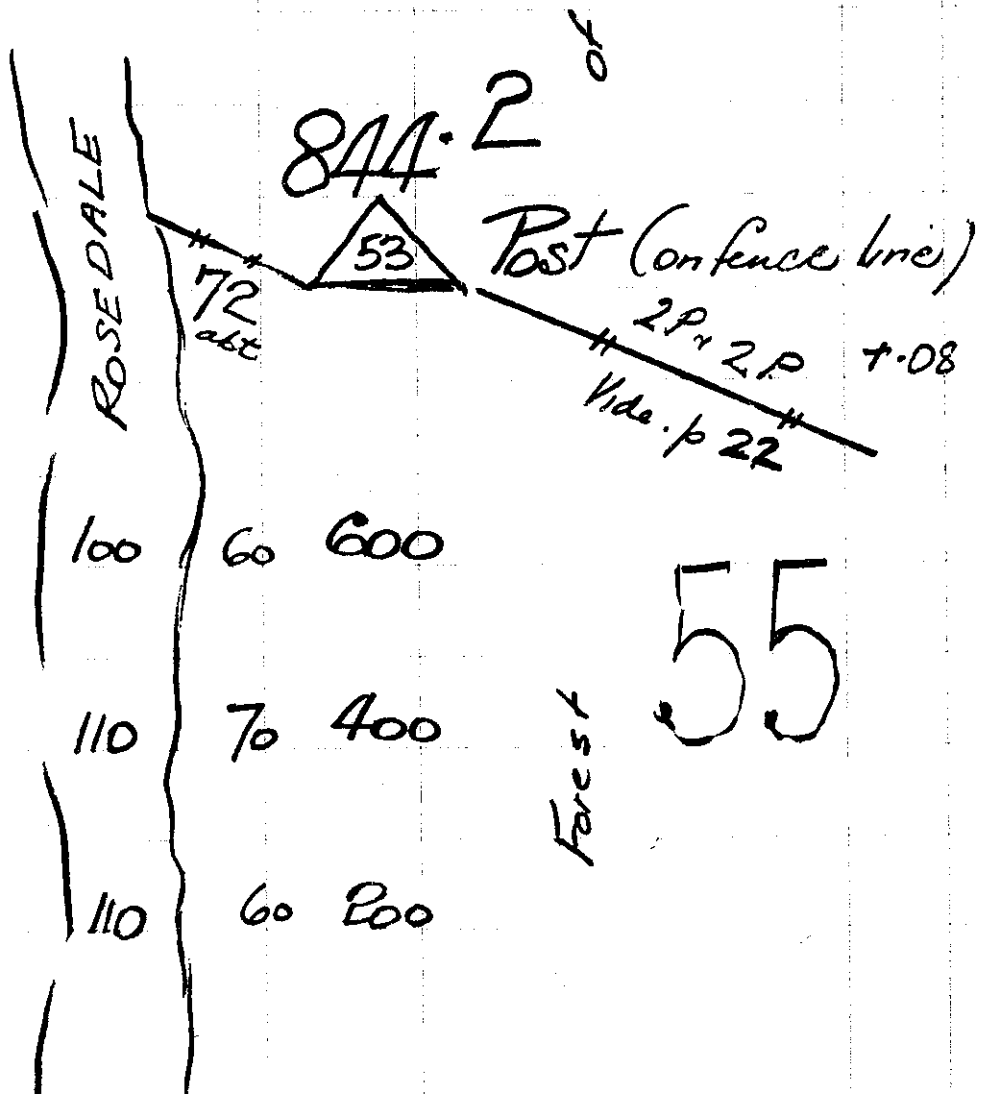 of
844.2
ROSEDALE
53
Post (on fence line)
72
abt
2P
2P +.08
Vide. p 22
100 60 600
55
110 70 400
Forest
110 60 200